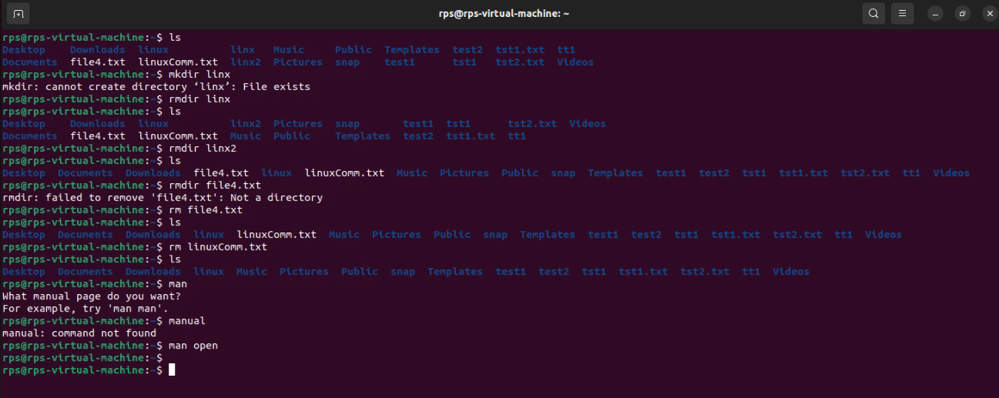 rps@rps-virtual-machine: ~
rps@rps-virtual-machine:~$ ls
Desktop    Downloads  linux          linx   Music     Public  Templates  test2  tst1.txt  tt1
Documents  file4.txt  linuxComm.txt  linx2  Pictures  snap    test1      tst1   tst2.txt  Videos
rps@rps-virtual-machine:~$ mkdir linx
mkdir: cannot create directory ‘linx’: File exists
rps@rps-virtual-machine:~$ rmdir linx
rps@rps-virtual-machine:~$ ls
Desktop    Downloads  linux          linx2  Pictures  snap       test1  tst1      tst2.txt  Videos
Documents  file4.txt  linuxComm.txt  Music  Public    Templates  test2  tst1.txt  tt1
rps@rps-virtual-machine:~$ rmdir linx2
rps@rps-virtual-machine:~$ ls
Desktop  Documents  Downloads  file4.txt  linux  linuxComm.txt  Music  Pictures  Public  snap  Templates  test1  test2  tst1  tst1.txt  tst2.txt  tt1  Videos
rps@rps-virtual-machine:~$ rmdir file4.txt
rmdir: failed to remove 'file4.txt': Not a directory
rps@rps-virtual-machine:~$ rm file4.txt
rps@rps-virtual-machine:~$ ls
Desktop  Documents  Downloads  linux  linuxComm.txt  Music  Pictures  Public  snap  Templates  test1  test2  tst1  tst1.txt  tst2.txt  tt1  Videos
rps@rps-virtual-machine:~$ rm linuxComm.txt
rps@rps-virtual-machine:~$ ls
Desktop  Documents  Downloads  linux  Music  Pictures  Public  snap  Templates  test1  test2  tst1  tst1.txt  tst2.txt  tt1  Videos
rps@rps-virtual-machine:~$ man
What manual page do you want?
For example, try 'man man'.
rps@rps-virtual-machine:~$ manual
manual: command not found
rps@rps-virtual-machine:~$ man open
rps@rps-virtual-machine:~$
rps@rps-virtual-machine:~$